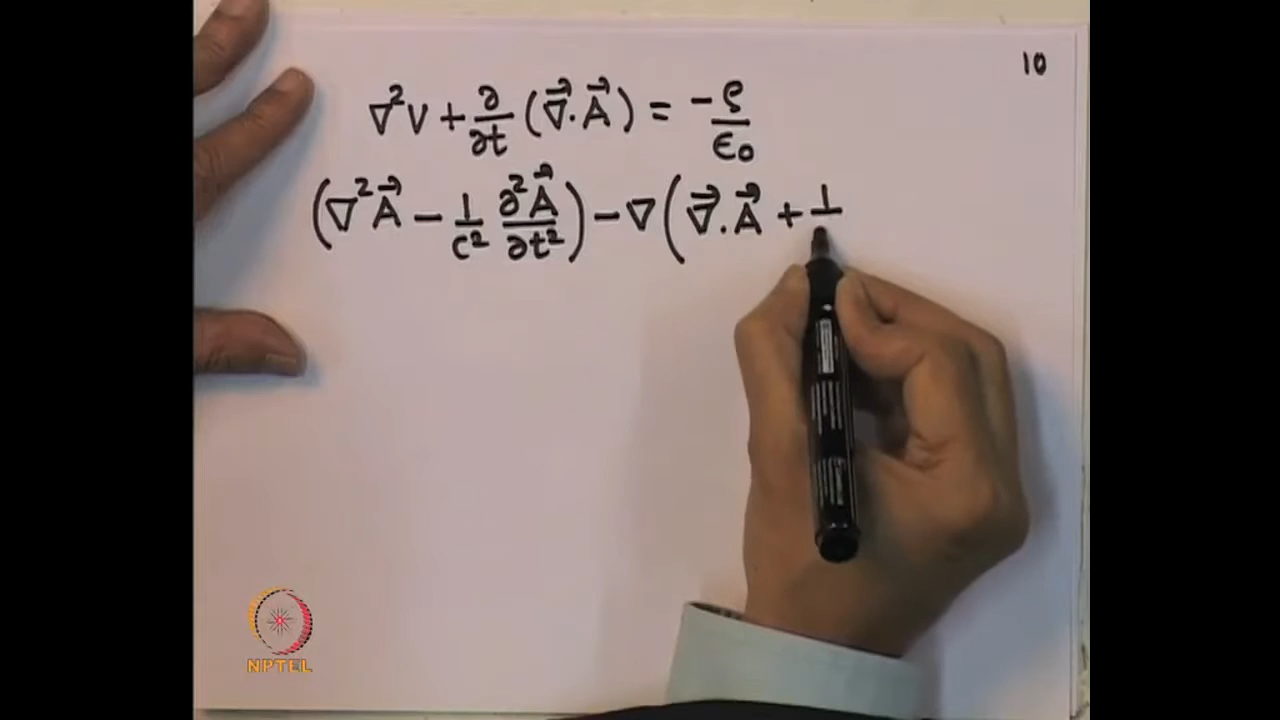 10
∇²V + ∂/∂t (∇⃗.A⃗) = -ρ/ϵ₀
(∇²A⃗ - 1/c² ∂²A⃗/∂t²) - ∇(∇⃗.A⃗ + 1/
NPTEL